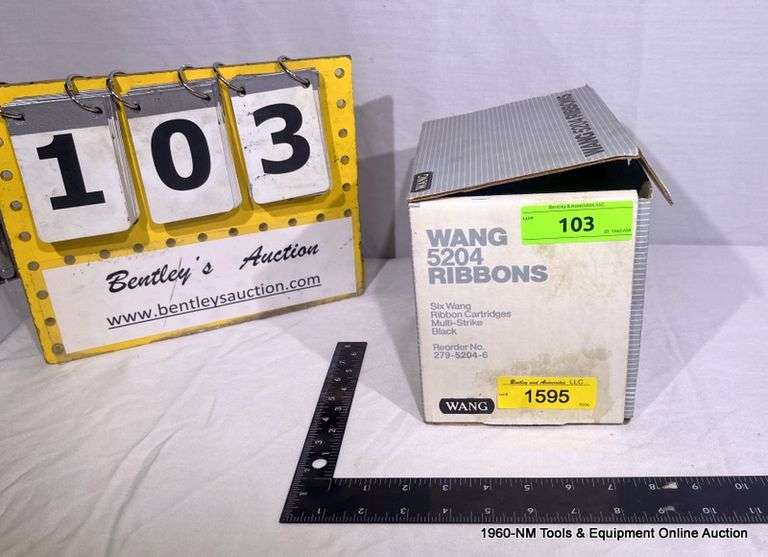 103
Bentley's Auction
www.bentleysauction.com
WANG 5204 RIBBONS
WANG
Bentley & Associates, LLC
103
WANG
5204
RIBBONS
Six Wang
Ribbon Cartridges
Multi-Strike
Black
Reorder No.
279-5204-6
WANG
Bentley and Associates LLC
1595
1960-NM Tools & Equipment Online Auction